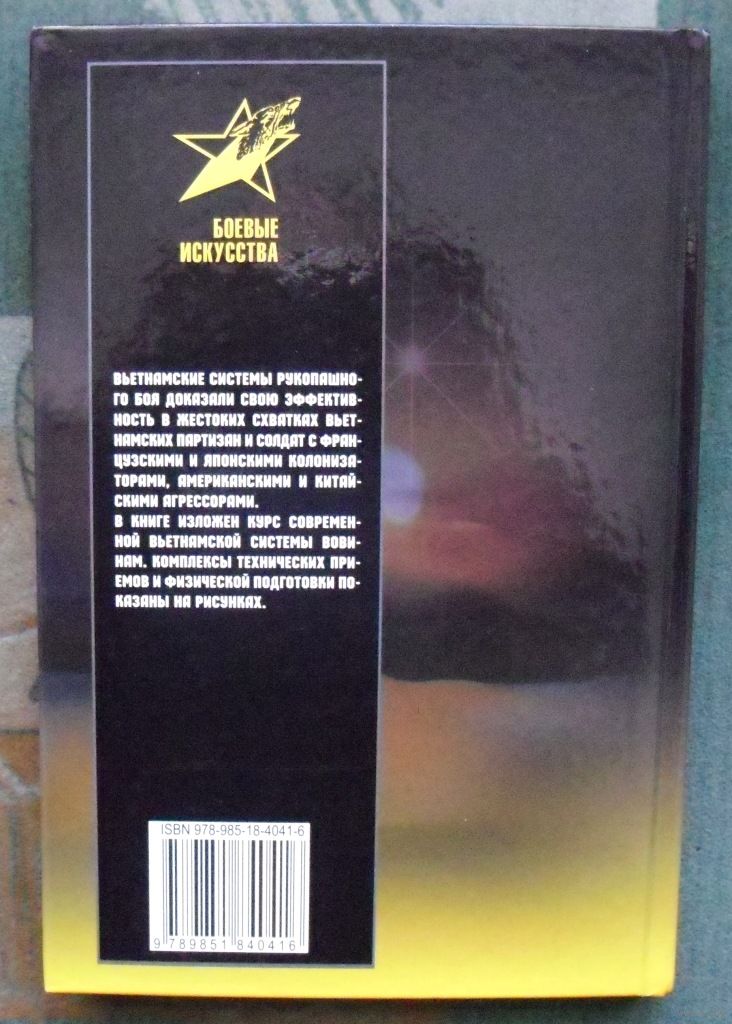 БОЕВЫЕ
ИСКУССТВА
ВЬЕТНАМСКИЕ СИСТЕМЫ РУКОПАШНО-
ГО БОЯ ДОКАЗАЛИ СВОЮ ЭФФЕКТИВ-
НОСТЬ В ЖЕСТОКИХ СХВАТКАХ ВЬЕТ-
НАМСКИХ ПАРТИЗАН И СОЛДАТ С ФРАН-
ЦУЗСКИМИ И ЯПОНСКИМИ КОЛОНИЗА-
ТОРАМИ, АМЕРИКАНСКИМИ И КИТАЙ-
СКИМИ АГРЕССОРАМИ.
В КНИГЕ ИЗЛОЖЕН КУРС СОВРЕМЕН-
НОЙ ВЬЕТНАМСКОЙ СИСТЕМЫ ВОВИ-
НАМ. КОМПЛЕКСЫ ТЕХНИЧЕСКИХ ПРИ-
ЕМОВ И ФИЗИЧЕСКОЙ ПОДГОТОВКИ ПО-
КАЗАНЫ НА РИСУНКАХ.
ISBN 978-985-18-4041-6
9 789851 840416